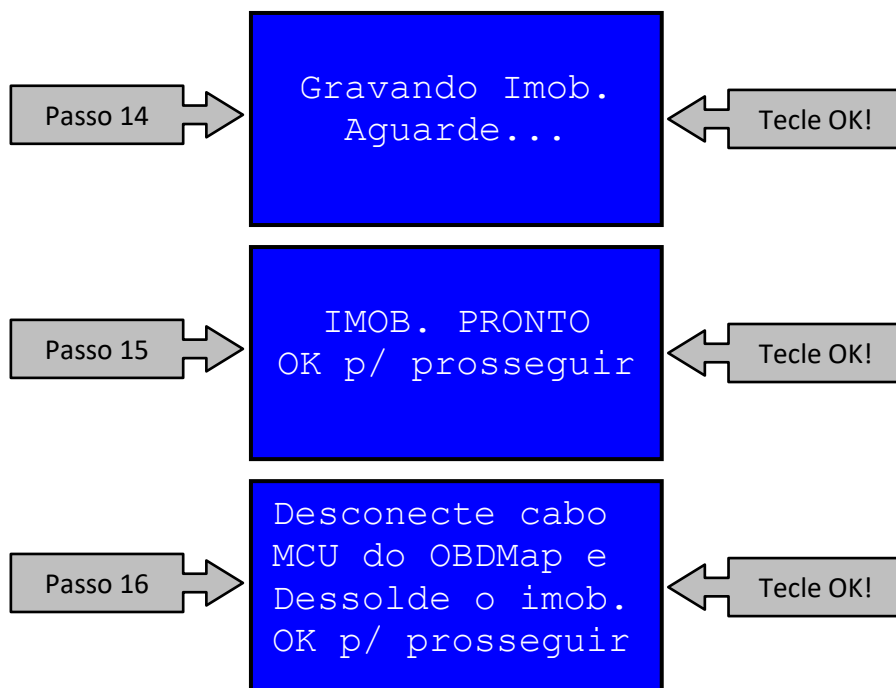 Passo 14
Gravando Imob.
Aguarde...
Tecle OK!
Passo 15
IMOB. PRONTO
OK p/ prosseguir
Tecle OK!
Passo 16
Desconecte cabo
MCU do OBDMap e
Dessolde o imob.
OK p/ prosseguir
Tecle OK!